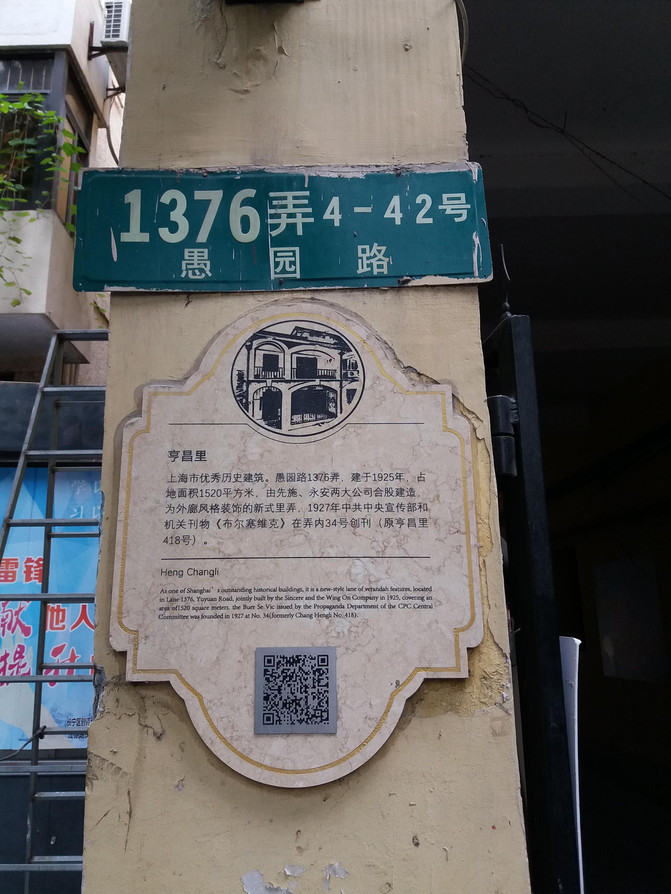 1376弄4-42号
愚园路
亨昌里
上海市优秀历史建筑。愚园路1376弄，建于1925年，占
地面积1520平方米，由先施、永安两大公司合股建造，
为外廊风格装饰的新式里弄，1927年中共中央宣传部和
机关刊物《布尔塞维克》在弄内34号创刊（原亨昌里
418号）。
Heng Changli
As one of Shanghai's outstanding historical buildings, it is a new-style lane of verandah features, located
in Lane 1376, Yuyuan Road, jointly built by the Sincere and the Wing On Company in 1925, covering an
area of1520 square meters. the Buer Se Vic issued by the Propaganda Department of the CPC Central
Committee was founded in 1927 at No. 34(formerly Chang Hengli No.418).
学
习
雷锋
献 他人
提